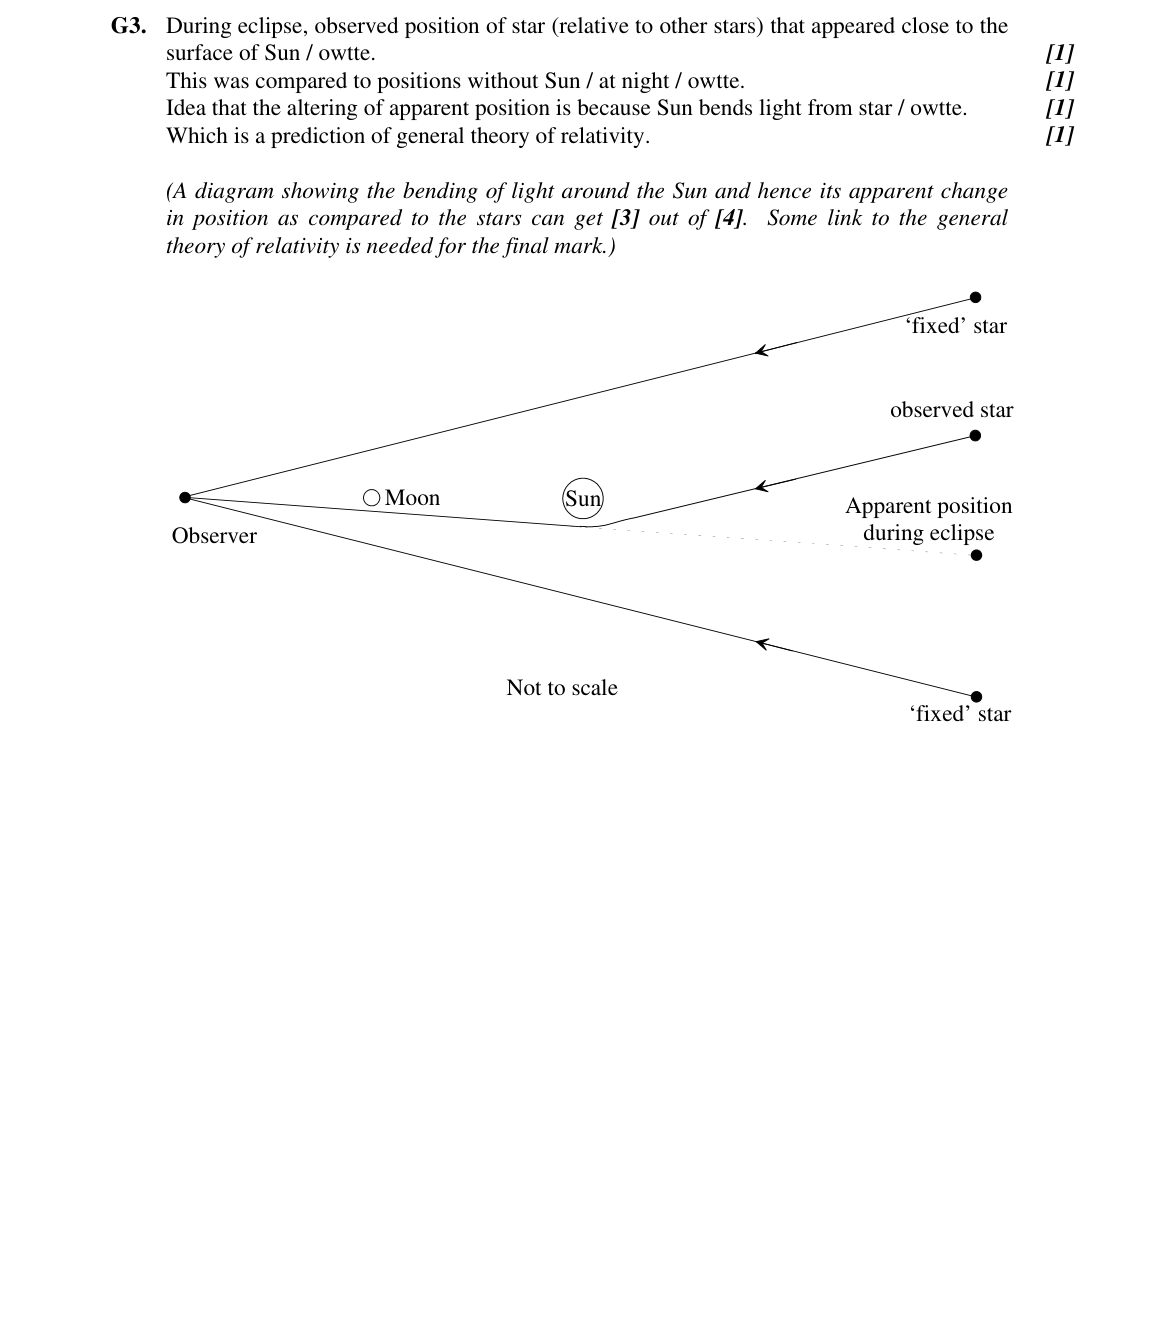 G3. During eclipse, observed position of star (relative to other stars) that appeared close to the
surface of Sun / owtte. [1]
This was compared to positions without Sun / at night / owtte. [1]
Idea that the altering of apparent position is because Sun bends light from star / owtte. [1]
Which is a prediction of general theory of relativity. [1]
(A diagram showing the bending of light around the Sun and hence its apparent change
in position as compared to the stars can get [3] out of [4]. Some link to the general
theory of relativity is needed for the final mark.)
‘fixed’ star
observed star
Moon
Sun
Apparent position
during eclipse
Observer
Not to scale
‘fixed’ star